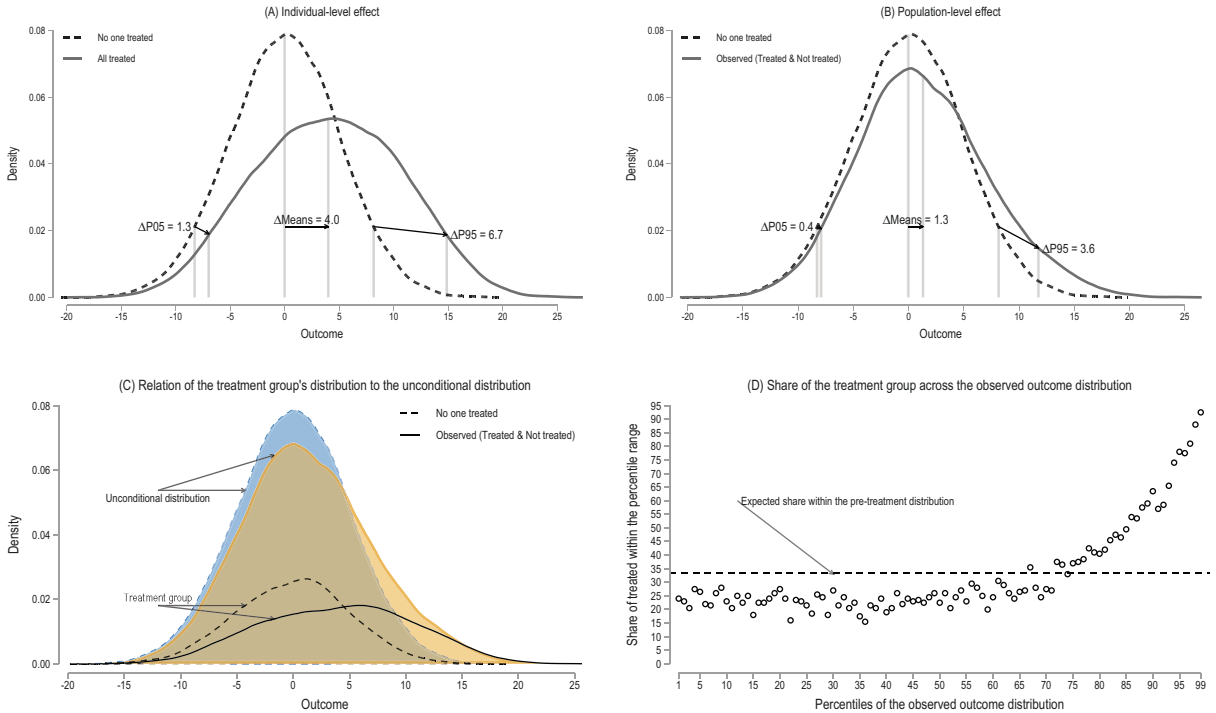 (A) Individual-level effect
No one treated
All treated
Density
0.08
0.06
0.04
0.02
0.00
ΔP05 = 1.3
ΔMeans = 4.0
ΔP95 = 6.7
-20 -15 -10 -5 0 5 10 15 20 25
Outcome
(B) Population-level effect
No one treated
Observed (Treated & Not treated)
Density
0.08
0.06
0.04
0.02
0.00
ΔP05 = 0.4
ΔMeans = 1.3
ΔP95 = 3.6
-20 -15 -10 -5 0 5 10 15 20 25
Outcome
(C) Relation of the treatment group's distribution to the unconditional distribution
No one treated
Observed (Treated & Not treated)
Density
0.08
0.06
0.04
0.02
0.00
Unconditional distribution
Treatment group
-20 -15 -10 -5 0 5 10 15 20 25
Outcome
(D) Share of the treatment group across the observed outcome distribution
Share of treated within the percentile range
95
90
85
80
75
70
65
60
55
50
45
40
35
30
25
20
15
10
5
0
Expected share within the pre-treatment distribution
1 5 10 15 20 25 30 35 40 45 50 55 60 65 70 75 80 85 90 95 99
Percentiles of the observed outcome distribution